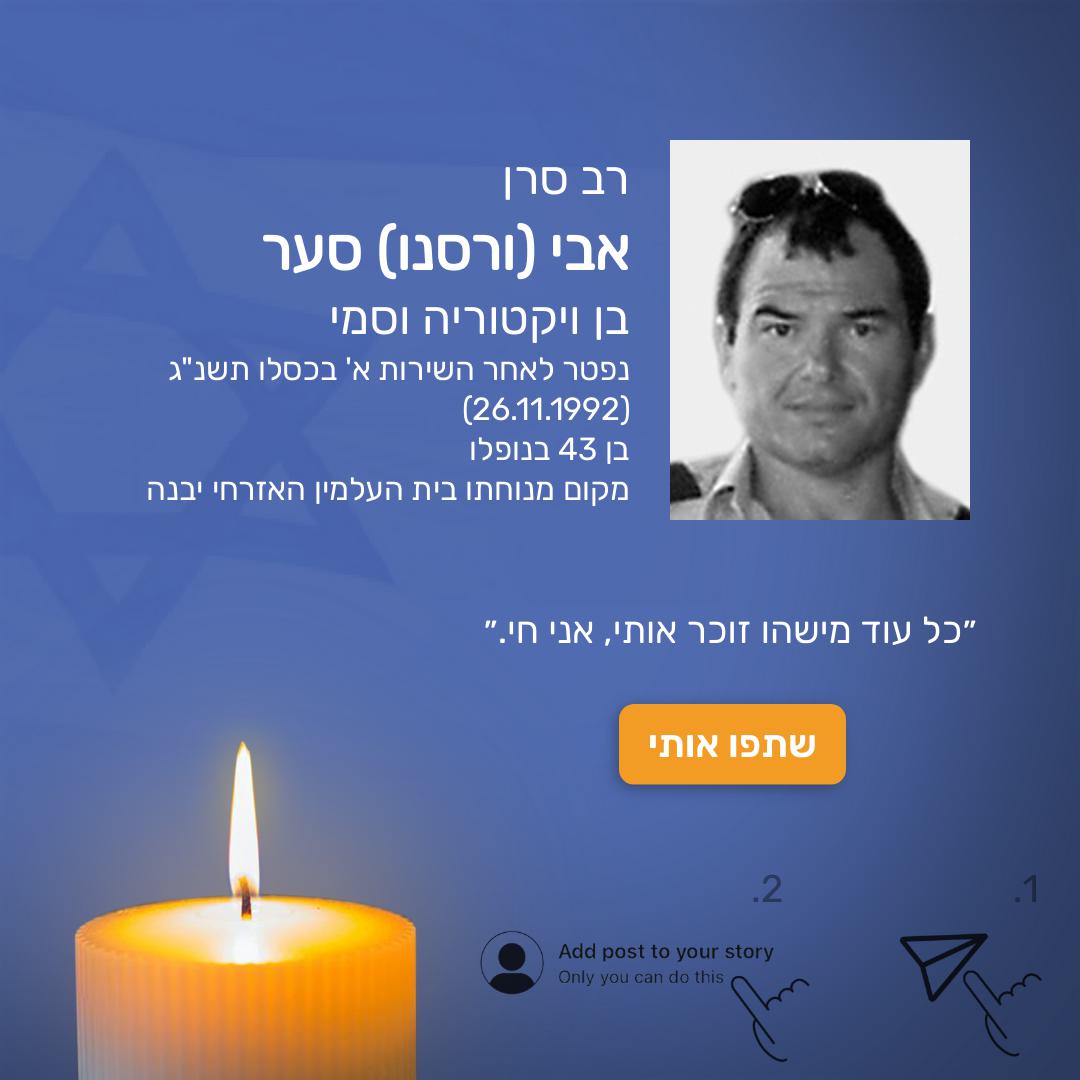 רב סרן
אבי (ורסנו) סער
בן ויקטוריה וסמי
נפטר לאחר השירות א' בכסלו תשנ"ג
(26.11.1992)
בן 43 בנופלו
מקום מנוחתו בית העלמין האזרחי יבנה
״כל עוד מישהו זוכר אותי, אני חי.״
שתפו אותי
1.
2.
Add post to your story
Only you can do this